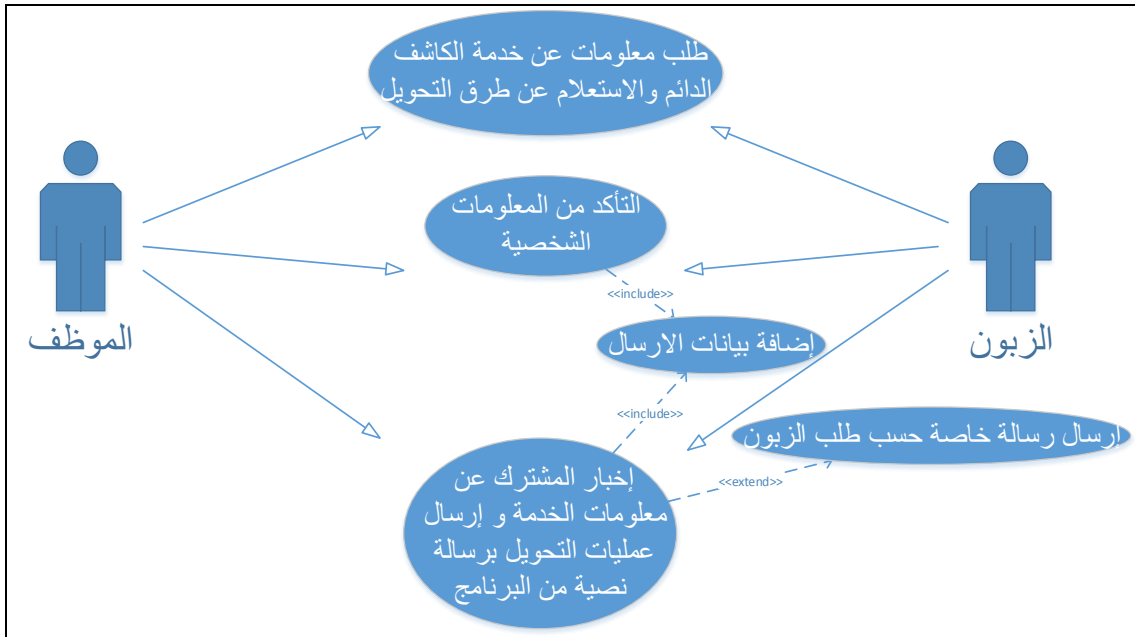 طلب معلومات عن خدمة الكاشف
الدائم والاستعلام عن طرق التحويل
التأكد من المعلومات
الشخصية
<<include>>
إضافة بيانات الارسال
الموظف
الزبون
<<include>>
ارسال رسالة خاصة حسب طلب الزبون
<<extend>>
إخبار المشترك عن
معلومات الخدمة و إرسال
عمليات التحويل برسالة
نصية من البرنامج